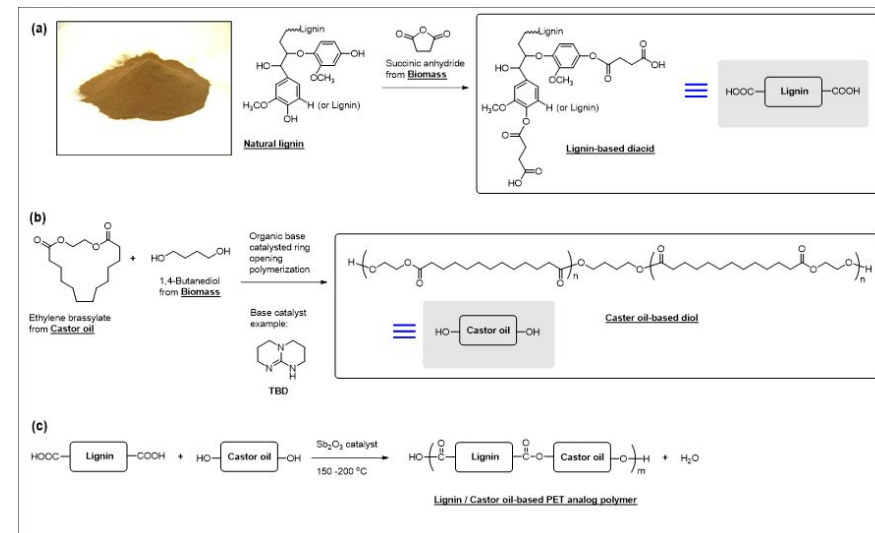 (a)
Lignin
OH
O
HO
OCH3
H3CO
H (or Lignin)
OH
Natural lignin
O
O
O
Succinic anhydride
from Biomass
Lignin
O
O
O
OH
O
HO
OCH3
H3CO
H (or Lignin)
O
O
O
HO
Lignin-based diacid
HOOC
Lignin
COOH
(b)
O
O
O
O
Ethylene brassylate
from Castor oil
+
HO
OH
1,4-Butanediol
from Biomass
Organic base
catalysted ring
opening
polymerization
Base catalyst
example:
N
N
N
H
TBD
H
O
O
O
O
n
O
O
O
O
O
O
n
H
Caster oil-based diol
HO
Castor oil
OH
(c)
HOOC
Lignin
COOH
+
HO
Castor oil
OH
Sb2O3 catalyst
150 -200 °C
HO
O
C
Lignin
O
C
O
Castor oil
O
H
m
+
H2O
Lignin / Castor oil-based PET analog polymer